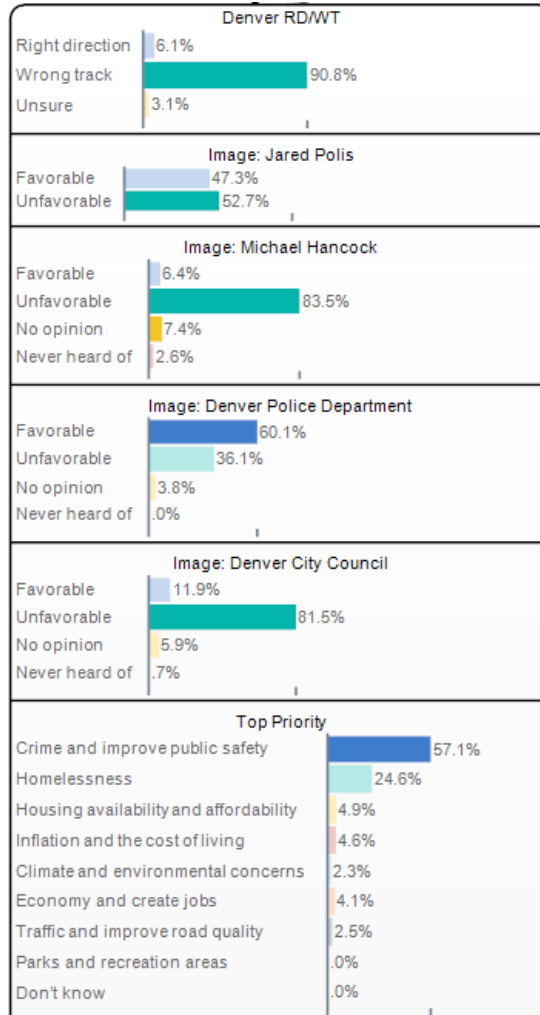 Denver RD/WT
Right direction 6.1%
Wrong track 90.8%
Unsure 3.1%
Image: Jared Polis
Favorable 47.3%
Unfavorable 52.7%
Image: Michael Hancock
Favorable 6.4%
Unfavorable 83.5%
No opinion 7.4%
Never heard of 2.6%
Image: Denver Police Department
Favorable 60.1%
Unfavorable 36.1%
No opinion 3.8%
Never heard of .0%
Image: Denver City Council
Favorable 11.9%
Unfavorable 81.5%
No opinion 5.9%
Never heard of .7%
Top Priority
Crime and improve public safety 57.1%
Homelessness 24.6%
Housing availability and affordability 4.9%
Inflation and the cost of living 4.6%
Climate and environmental concerns 2.3%
Economy and create jobs 4.1%
Traffic and improve road quality 2.5%
Parks and recreation areas .0%
Don't know .0%